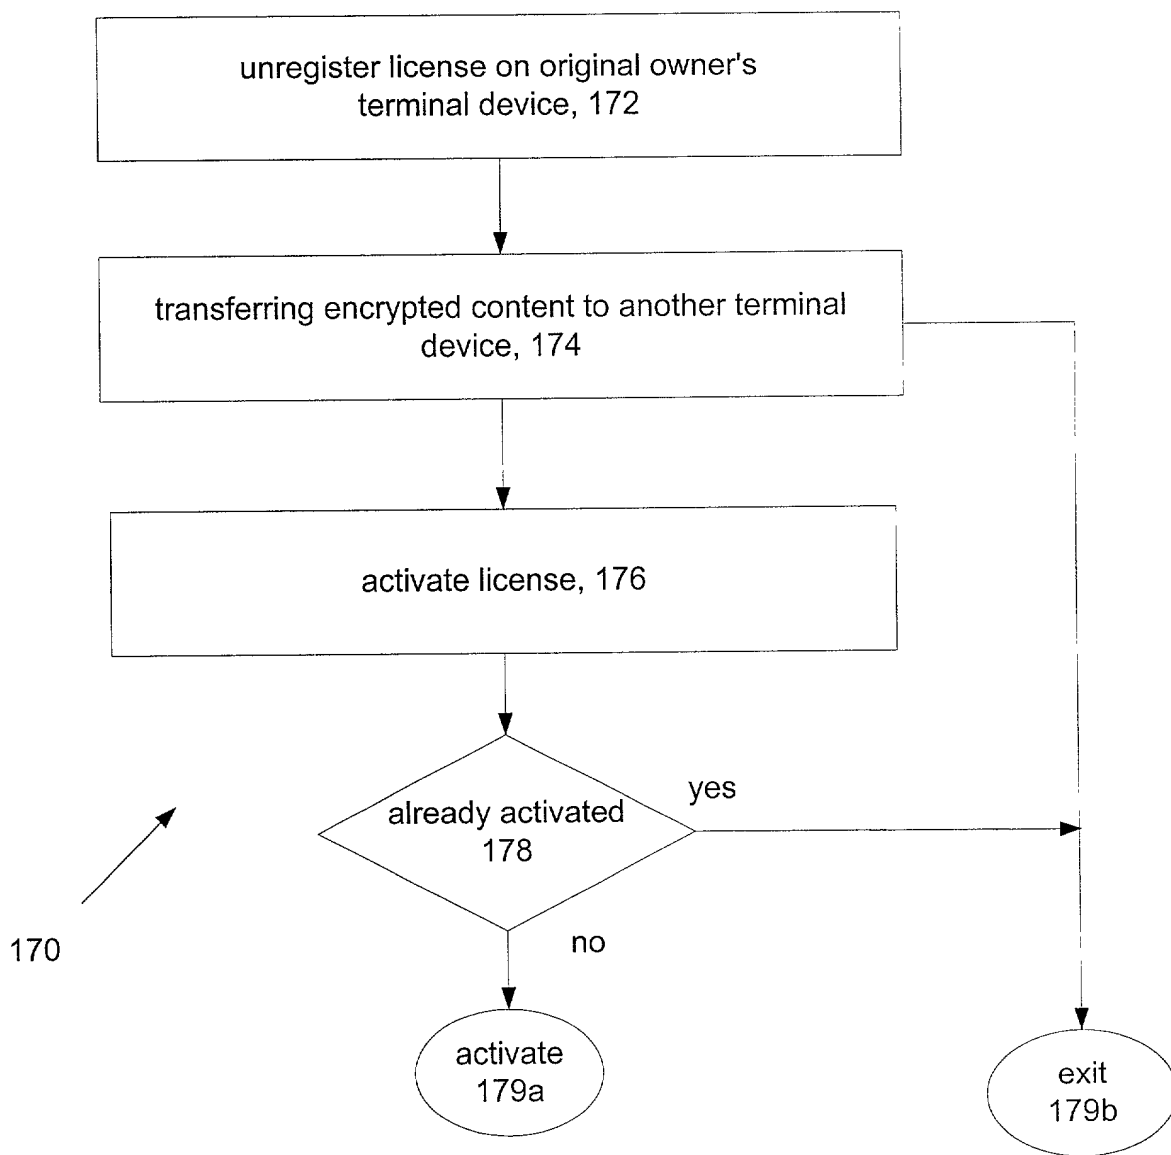 unregister license on original owner's
terminal device, 172
transferring encrypted content to another terminal
device, 174
activate license, 176
already activated
178
yes
no
170
activate
179a
exit
179b